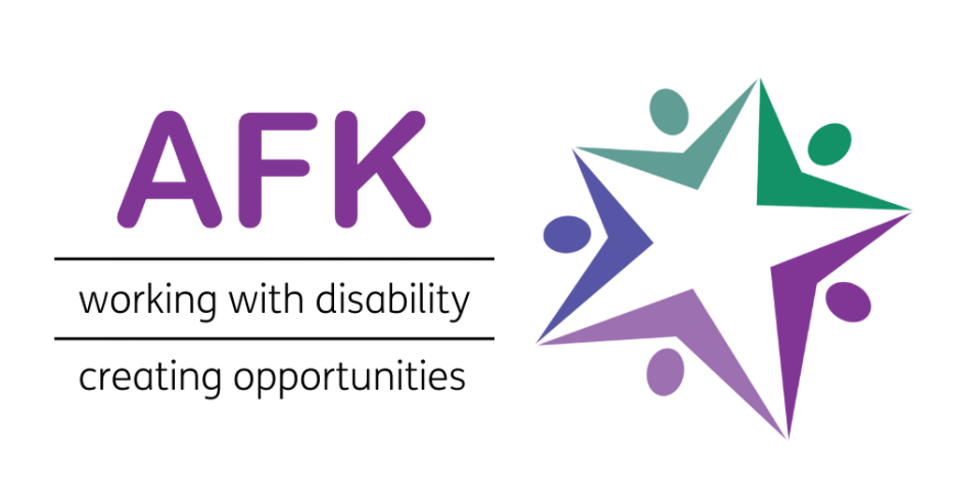 AFK
working with disability
creating opportunities